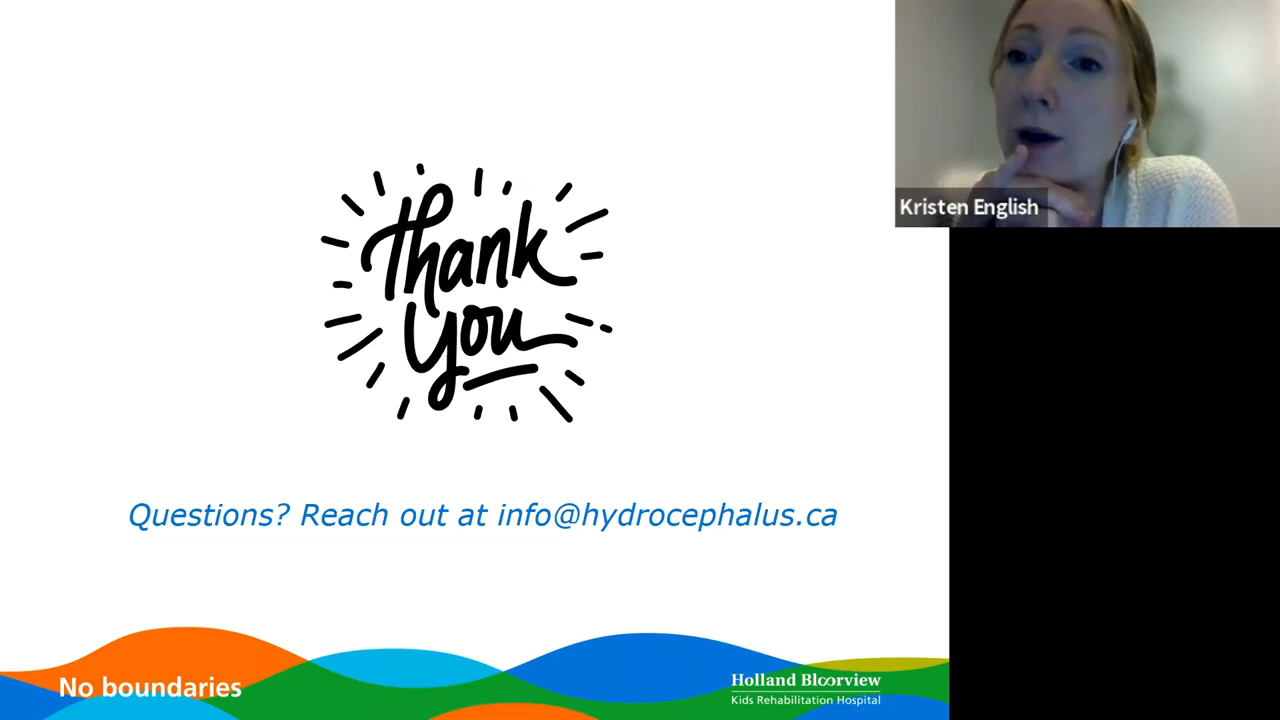 Kristen English
Thank
you
Questions? Reach out at info@hydrocephalus.ca
No boundaries
Holland Bloorview
Kids Rehabilitation Hospital